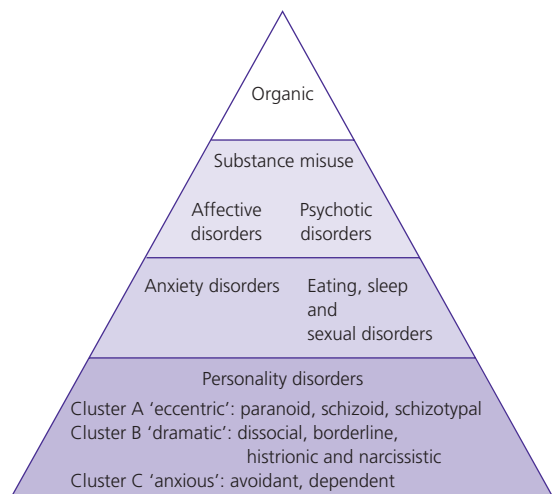 Organic
Substance misuse
Affective disorders
Psychotic disorders
Anxiety disorders
Eating, sleep
and
sexual disorders
Personality disorders
Cluster A 'eccentric': paranoid, schizoid, schizotypal
Cluster B 'dramatic': dissocial, borderline,
histrionic and narcissistic
Cluster C 'anxious': avoidant, dependent